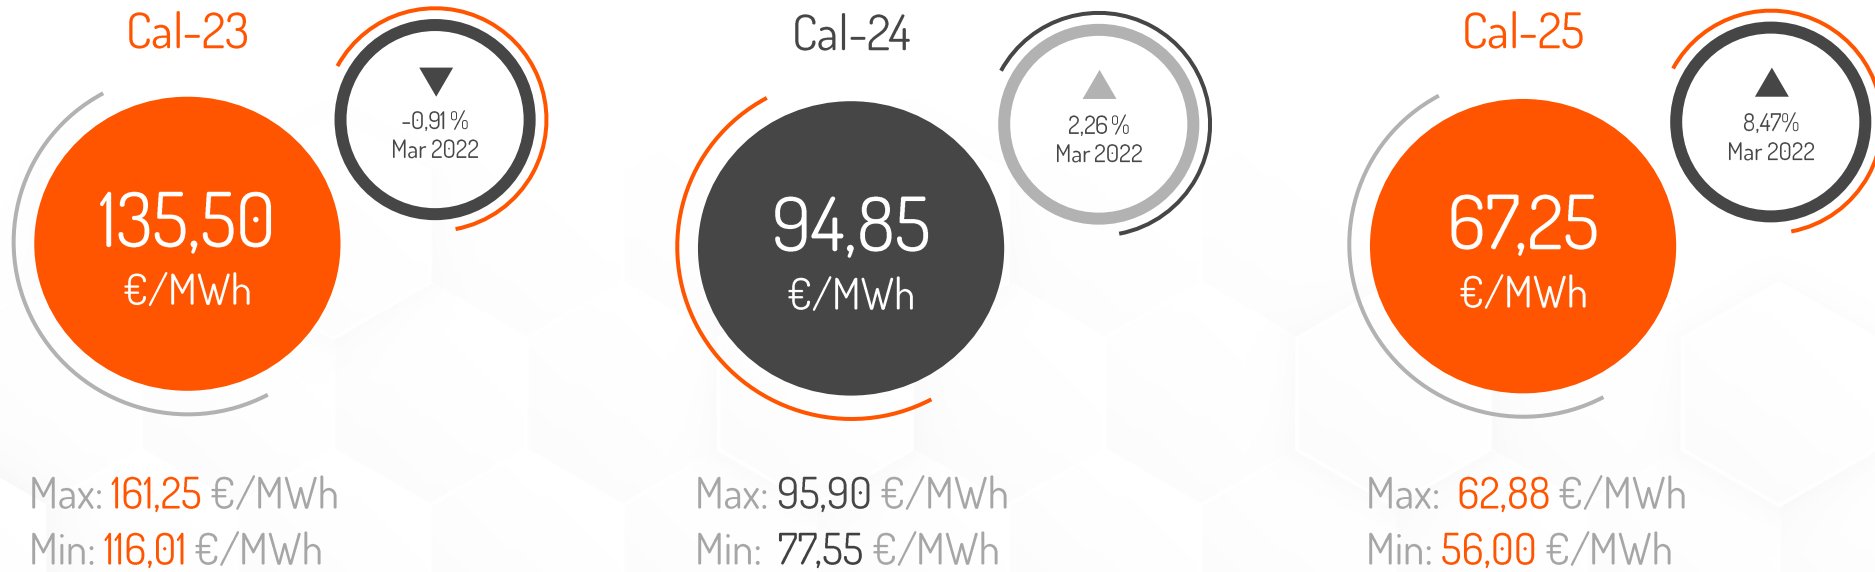 Cal-23
-0,91 %
Mar 2022
135,50
€/MWh
Max: 161,25 €/MWh
Min: 116,01 €/MWh
Cal-24
2,26 %
Mar 2022
94,85
€/MWh
Max: 95,90 €/MWh
Min: 77,55 €/MWh
Cal-25
8,47%
Mar 2022
67,25
€/MWh
Max: 62,88 €/MWh
Min: 56,00 €/MWh